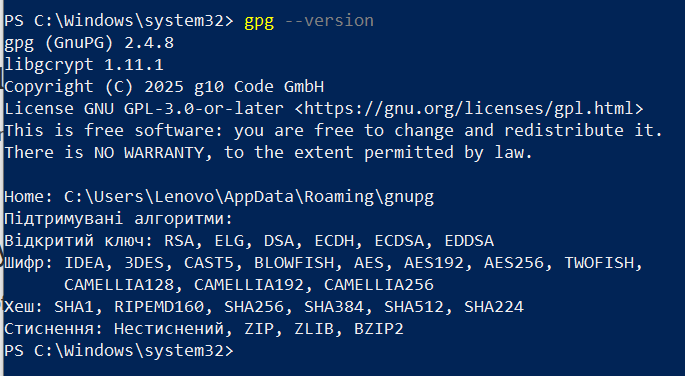 PS C:\Windows\system32> gpg --version
gpg (GnuPG) 2.4.8
libgcrypt 1.11.1
Copyright (C) 2025 g10 Code GmbH
License GNU GPL-3.0-or-later <https://gnu.org/licenses/gpl.html>
This is free software: you are free to change and redistribute it.
There is NO WARRANTY, to the extent permitted by law.

Home: C:\Users\Lenovo\AppData\Roaming\gnupg
Підтримувані алгоритми:
Відкритий ключ: RSA, ELG, DSA, ECDH, ECDSA, EDDSA
Шифр: IDEA, 3DES, CAST5, BLOWFISH, AES, AES192, AES256, TWOFISH,
      CAMELLIA128, CAMELLIA192, CAMELLIA256
Хеш: SHA1, RIPEMD160, SHA256, SHA384, SHA512, SHA224
Стиснення: Нестиснений, ZIP, ZLIB, BZIP2
PS C:\Windows\system32>